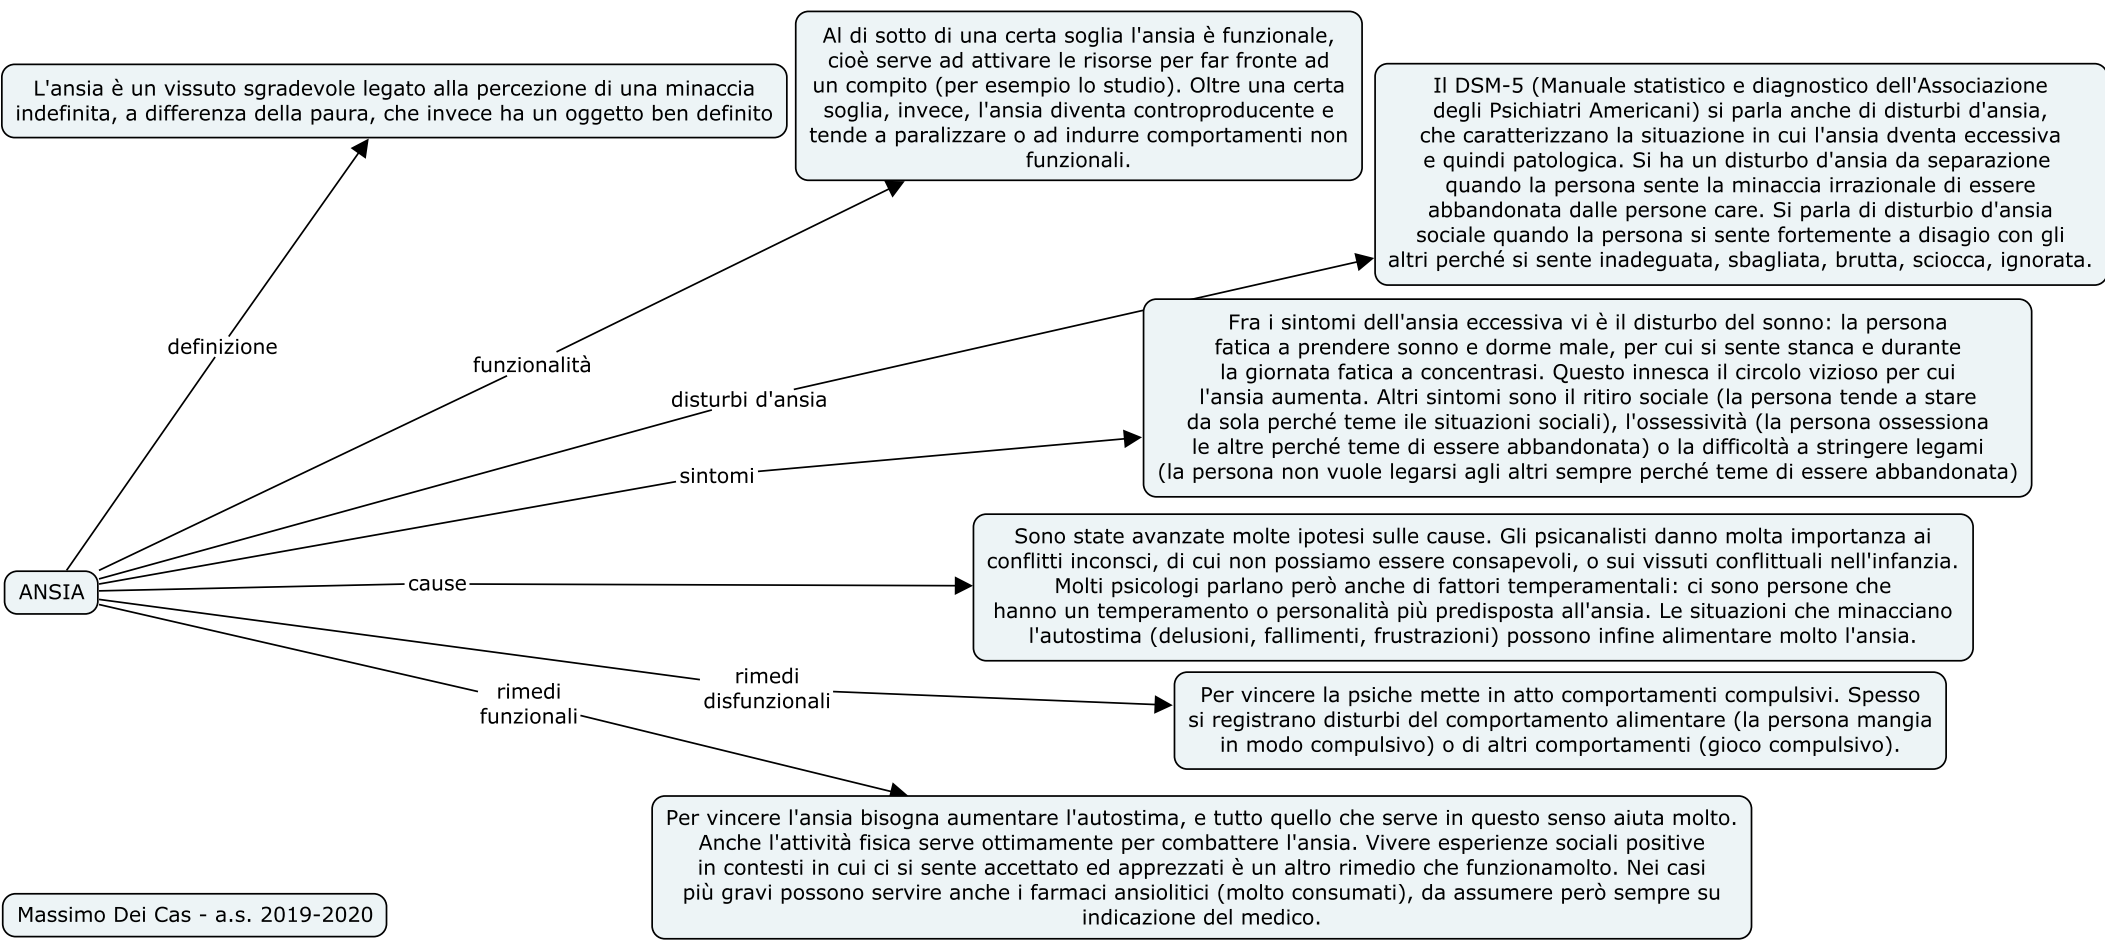 L'ansia è un vissuto sgradevole legato alla percezione di una minaccia
indefinita, a differenza della paura, che invece ha un oggetto ben definito
Al di sotto di una certa soglia l'ansia è funzionale,
cioè serve ad attivare le risorse per far fronte ad
un compito (per esempio lo studio). Oltre una certa
soglia, invece, l'ansia diventa controproducente e
tende a paralizzare o ad indurre comportamenti non
funzionali.
Il DSM-5 (Manuale statistico e diagnostico dell'Associazione
degli Psichiatri Americani) si parla anche di disturbi d'ansia,
che caratterizzano la situazione in cui l'ansia dventa eccessiva
e quindi patologica. Si ha un disturbo d'ansia da separazione
quando la persona sente la minaccia irrazionale di essere
abbandonata dalle persone care. Si parla di disturbio d'ansia
sociale quando la persona si sente fortemente a disagio con gli
altri perché si sente inadeguata, sbagliata, brutta, sciocca, ignorata.
definizione
funzionalità
disturbi d'ansia
sintomi
Fra i sintomi dell'ansia eccessiva vi è il disturbo del sonno: la persona
fatica a prendere sonno e dorme male, per cui si sente stanca e durante
la giornata fatica a concentrasi. Questo innesca il circolo vizioso per cui
l'ansia aumenta. Altri sintomi sono il ritiro sociale (la persona tende a stare
da sola perché teme ile situazioni sociali), l'ossessività (la persona ossessiona
le altre perché teme di essere abbandonata) o la difficoltà a stringere legami
(la persona non vuole legarsi agli altri sempre perché teme di essere abbandonata)
ANSIA
cause
Sono state avanzate molte ipotesi sulle cause. Gli psicanalisti danno molta importanza ai
conflitti inconsci, di cui non possiamo essere consapevoli, o sui vissuti conflittuali nell'infanzia.
Molti psicologi parlano però anche di fattori temperamentali: ci sono persone che
hanno un temperamento o personalità più predisposta all'ansia. Le situazioni che minacciano
l'autostima (delusioni, fallimenti, frustrazioni) possono infine alimentare molto l'ansia.
rimedi
disfunzionali
Per vincere la psiche mette in atto comportamenti compulsivi. Spesso
si registrano disturbi del comportamento alimentare (la persona mangia
in modo compulsivo) o di altri comportamenti (gioco compulsivo).
rimedi
funzionali
Per vincere l'ansia bisogna aumentare l'autostima, e tutto quello che serve in questo senso aiuta molto.
Anche l'attività fisica serve ottimamente per combattere l'ansia. Vivere esperienze sociali positive
in contesti in cui ci si sente accettato ed apprezzati è un altro rimedio che funzionamolto. Nei casi
più gravi possono servire anche i farmaci ansiolitici (molto consumati), da assumere però sempre su
indicazione del medico.
Massimo Dei Cas - a.s. 2019-2020